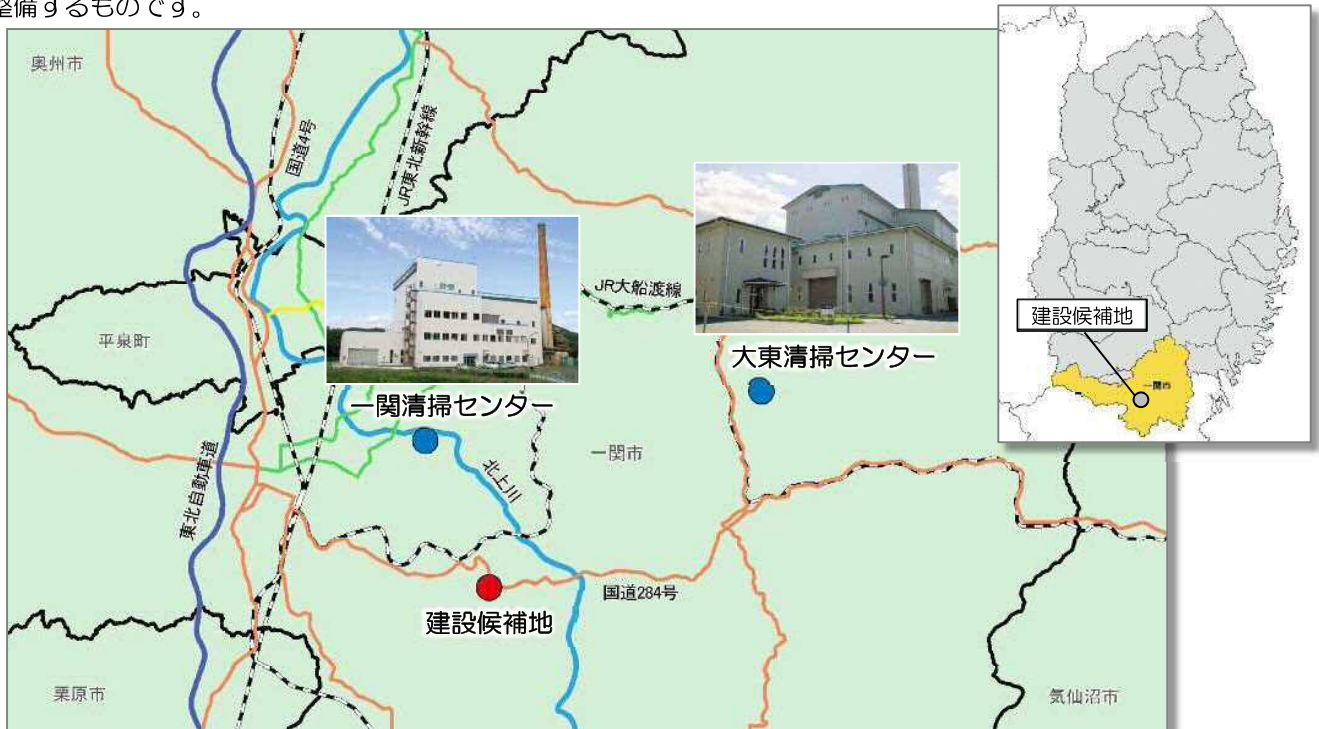 整備するものです。
奥州市
国道4号
JR東北新幹線
JR大船渡線
平泉町
大東清掃センター
一関清掃センター
建設候補地
一関市
一関市
北上川
東北自動車道
国道284号
建設候補地
栗原市
気仙沼市